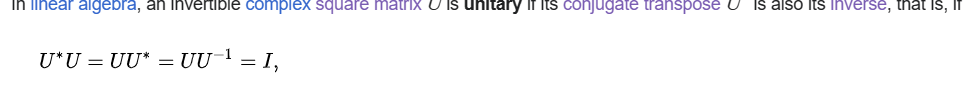 In linear algebra, an invertible complex square matrix U is unitary if its conjugate transpose U* is also its inverse, that is, if
U*U = UU* = UU⁻¹ = I,